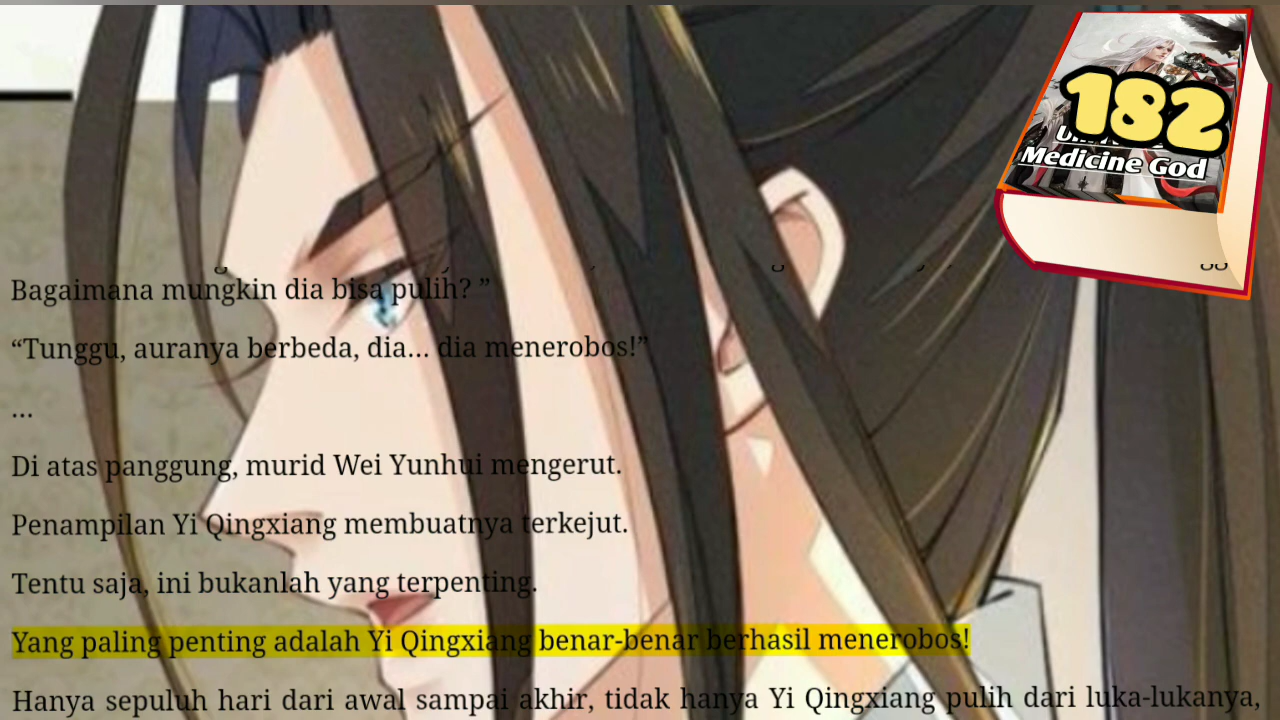 182
Medicine God
Bagaimana mungkin dia bisa pulih? ”
“Tunggu, auranya berbeda, dia... dia menerobos!”
...
Di atas panggung, murid Wei Yunhui mengerut.
Penampilan Yi Qingxiang membuatnya terkejut.
Tentu saja, ini bukanlah yang terpenting.
Yang paling penting adalah Yi Qingxiang benar-benar berhasil menerobos!
Hanya sepuluh hari dari awal sampai akhir, tidak hanya Yi Qingxiang pulih dari luka-lukanya,